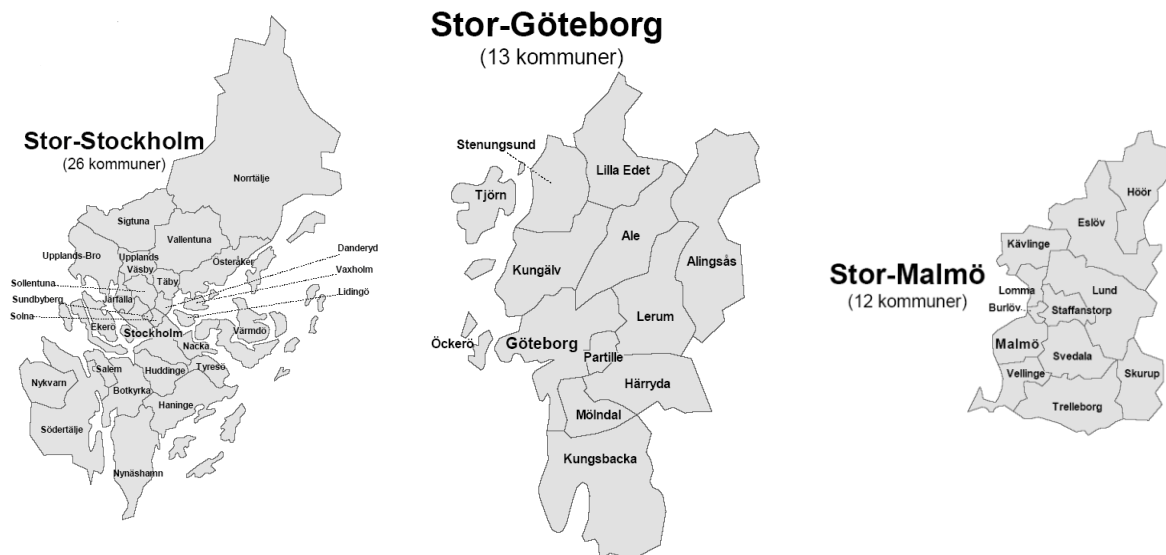 Stor-Stockholm
(26 kommuner)
Norrtälje
Sigtuna
Vallentuna
Upplands-Bro
Upplands
Väsby
Österåker
Danderyd
Täby
Vaxholm
Sollentuna
Järfälla
Lidingö
Sundbyberg
Solna
Ekerö
Stockholm
Värmdö
Nacka
Salem
Huddinge
Tyresö
Nykvarn
Botkyrka
Haninge
Södertälje
Nynäshamn
Stor-Göteborg
(13 kommuner)
Stenungsund
Lilla Edet
Tjörn
Ale
Kungälv
Alingsås
Lerum
Öckerö
Göteborg
Partille
Härryda
Mölndal
Kungsbacka
Stor-Malmö
(12 kommuner)
Höör
Eslöv
Kävlinge
Lomma
Lund
Burlöv
Staffanstorp
Malmö
Svedala
Vellinge
Skurup
Trelleborg